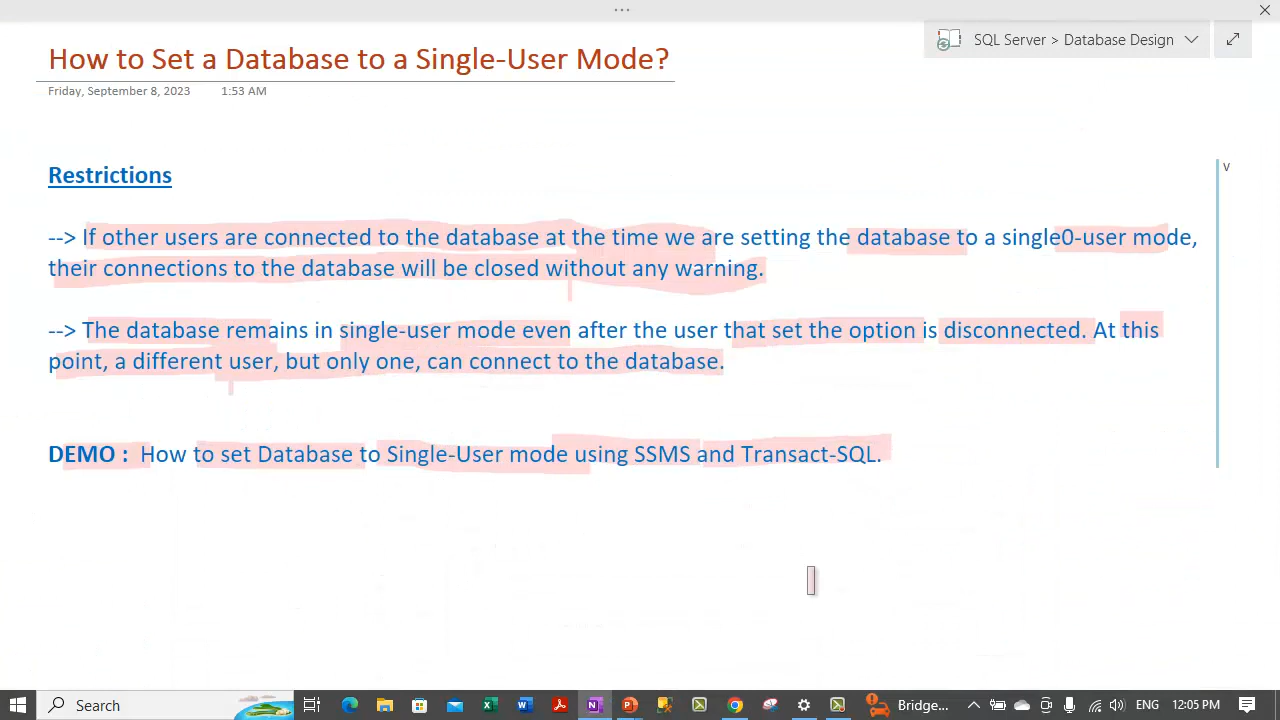 SQL Server > Database Design
How to Set a Database to a Single-User Mode?
Friday, September 8, 2023 1:53 AM
Restrictions
v
--> If other users are connected to the database at the time we are setting the database to a single0-user mode,
their connections to the database will be closed without any warning.
--> The database remains in single-user mode even after the user that set the option is disconnected. At this
point, a different user, but only one, can connect to the database.
DEMO : How to set Database to Single-User mode using SSMS and Transact-SQL.
Search
Bridge...
ENG
12:05 PM